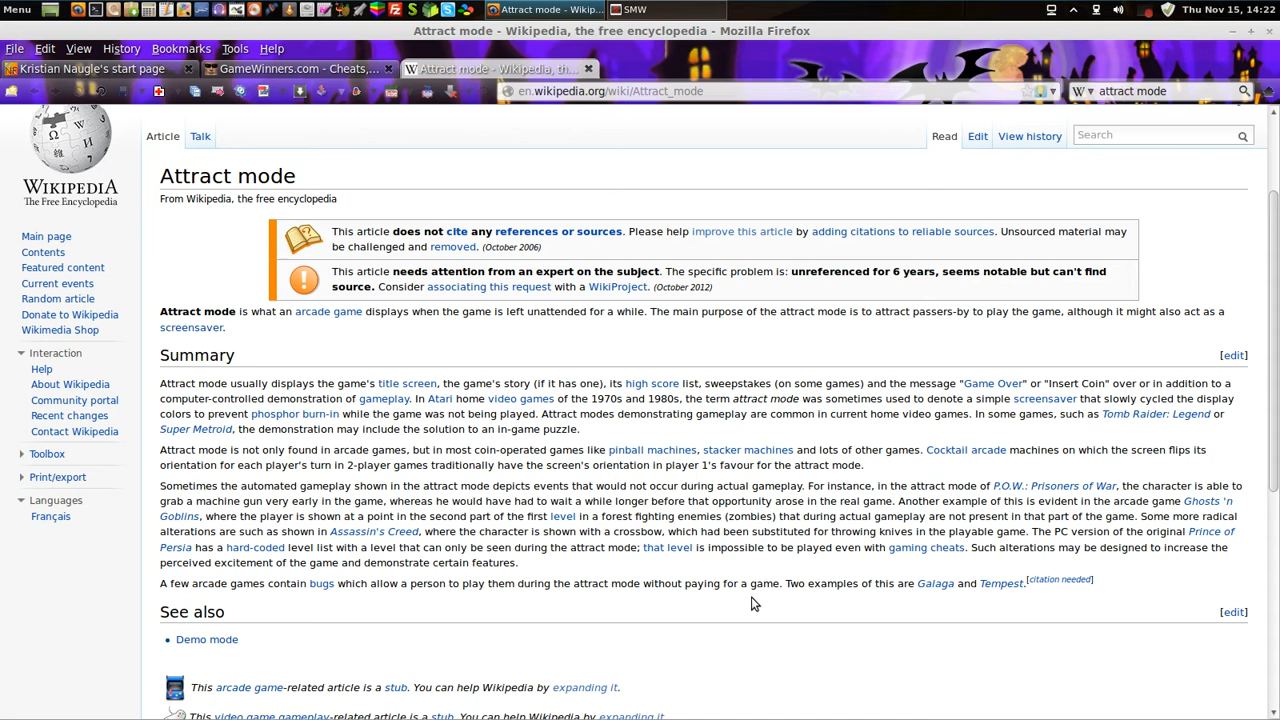 Menu
Attract mode - Wikip...
SMW
Thu Nov 15, 14:22
Attract mode - Wikipedia, the free encyclopedia - Mozilla Firefox
File Edit View History Bookmarks Tools Help
Kristian Naugle's start page
GameWinners.com - Cheats,...
Attract mode - Wikipedia, th...
en.wikipedia.org/wiki/Attract_mode
attract mode
Article Talk
Read Edit View history
Search
WIKIPEDIA
The Free Encyclopedia
Main page
Contents
Featured content
Current events
Random article
Donate to Wikipedia
Wikimedia Shop
Interaction
Help
About Wikipedia
Community portal
Recent changes
Contact Wikipedia
Toolbox
Print/export
Languages
Français
Attract mode
From Wikipedia, the free encyclopedia
This article does not cite any references or sources. Please help improve this article by adding citations to reliable sources. Unsourced material may
be challenged and removed. (October 2006)
This article needs attention from an expert on the subject. The specific problem is: unreferenced for 6 years, seems notable but can't find
source. Consider associating this request with a WikiProject. (October 2012)
Attract mode is what an arcade game displays when the game is left unattended for a while. The main purpose of the attract mode is to attract passers-by to play the game, although it might also act as a
screensaver.
Summary
[edit]
Attract mode usually displays the game's title screen, the game's story (if it has one), its high score list, sweepstakes (on some games) and the message "Game Over" or "Insert Coin" over or in addition to a
computer-controlled demonstration of gameplay. In Atari home video games of the 1970s and 1980s, the term attract mode was sometimes used to denote a simple screensaver that slowly cycled the display
colors to prevent phosphor burn-in while the game was not being played. Attract modes demonstrating gameplay are common in current home video games. In some games, such as Tomb Raider: Legend or
Super Metroid, the demonstration may include the solution to an in-game puzzle.
Attract mode is not only found in arcade games, but in most coin-operated games like pinball machines, stacker machines and lots of other games. Cocktail arcade machines on which the screen flips its
orientation for each player's turn in 2-player games traditionally have the screen's orientation in player 1's favour for the attract mode.
Sometimes the automated gameplay shown in the attract mode depicts events that would not occur during actual gameplay. For instance, in the attract mode of P.O.W.: Prisoners of War, the character is able to
grab a machine gun very early in the game, whereas he would have had to wait a while longer before that opportunity arose in the real game. Another example of this is evident in the arcade game Ghosts 'n
Goblins, where the player is shown at a point in the second part of the first level in a forest fighting enemies (zombies) that during actual gameplay are not present in that part of the game. Some more radical
alterations are such as shown in Assassin's Creed, where the character is shown with a crossbow, which had been substituted for throwing knives in the playable game. The PC version of the original Prince of
Persia has a hard-coded level list with a level that can only be seen during the attract mode; that level is impossible to be played even with gaming cheats. Such alterations may be designed to increase the
perceived excitement of the game and demonstrate certain features.
A few arcade games contain bugs which allow a person to play them during the attract mode without paying for a game. Two examples of this are Galaga and Tempest.[citation needed]
See also
[edit]
Demo mode
This arcade game-related article is a stub. You can help Wikipedia by expanding it.
This video game gameplay-related article is a stub. You can help Wikipedia by expanding it.